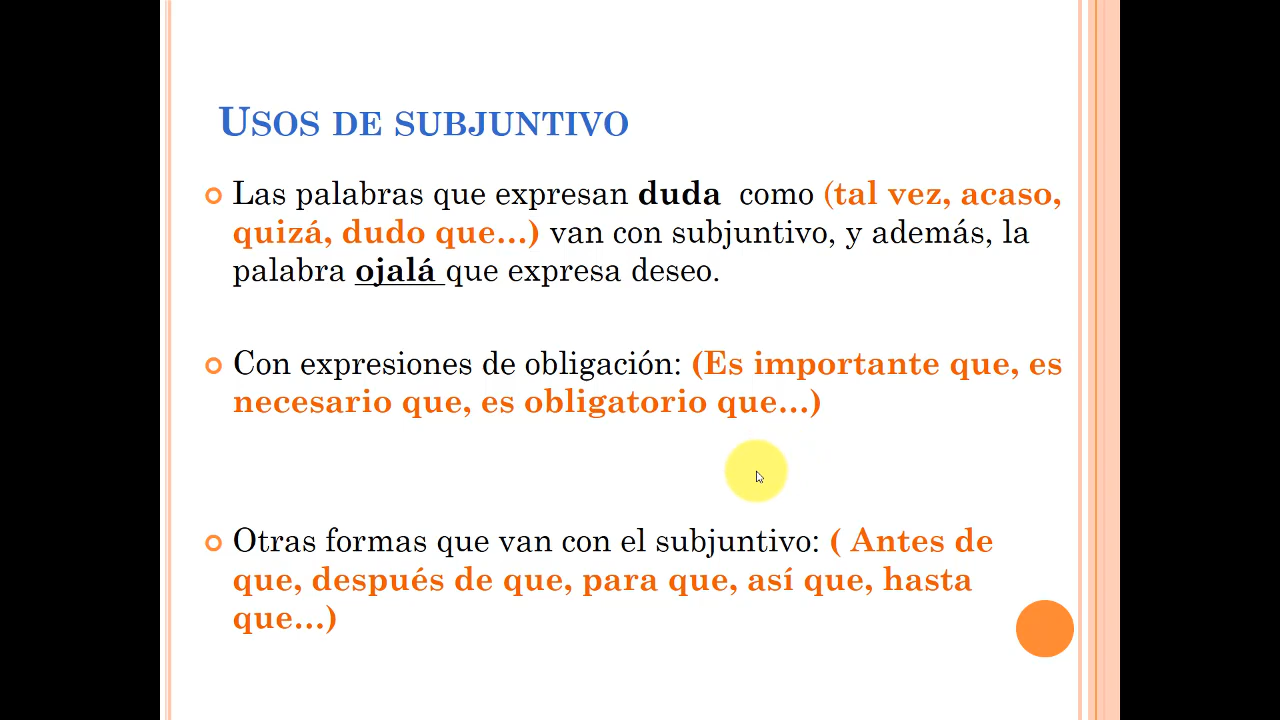 USOS DE SUBJUNTIVO
Las palabras que expresan duda como (tal vez, acaso,
quizá, dudo que...) van con subjuntivo, y además, la
palabra ojalá que expresa deseo.
Con expresiones de obligación: (Es importante que, es
necesario que, es obligatorio que...)
Otras formas que van con el subjuntivo: ( Antes de
que, después de que, para que, así que, hasta
que...)